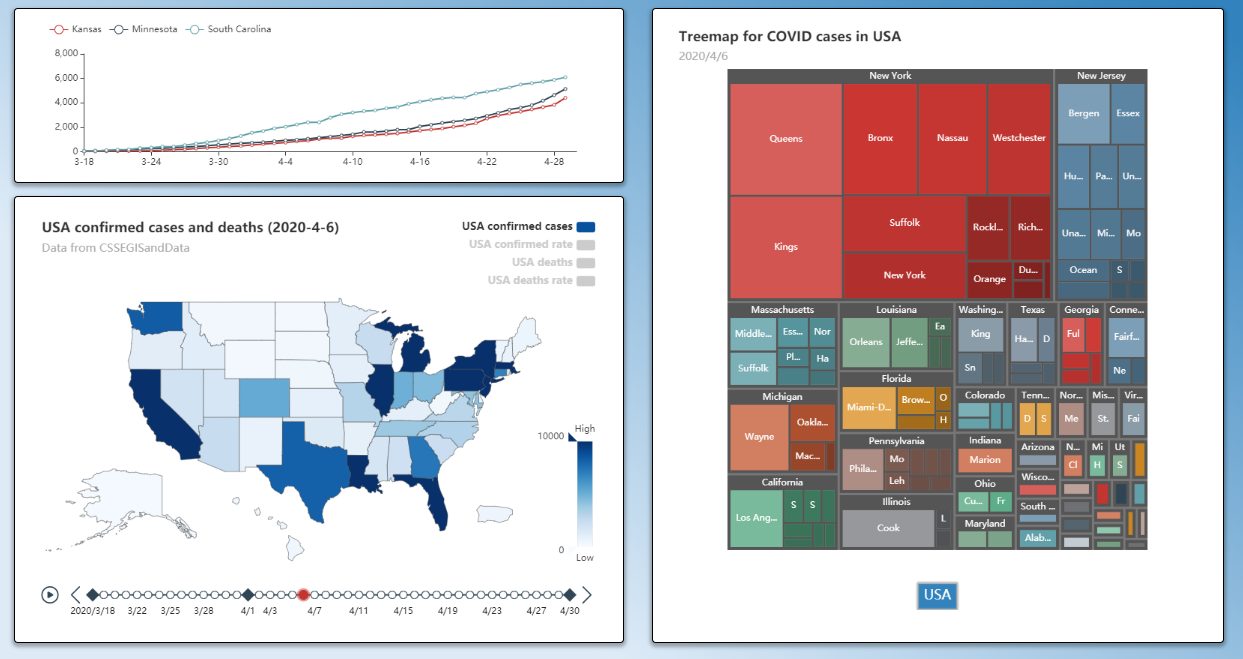 Kansas Minnesota South Carolina
8,000
6,000
4,000
2,000
0
3-18 3-24 3-30 4-4 4-10 4-16 4-22 4-28
USA confirmed cases and deaths (2020-4-6)
Data from CSSEGISandData
USA confirmed cases
USA confirmed rate
USA deaths
USA deaths rate
High
10000
0
Low
2020/3/18 3/22 3/25 3/28 4/1 4/3 4/7 4/11 4/15 4/19 4/23 4/27 4/30
Treemap for COVID cases in USA
2020/4/6
New York
Queens
Bronx
Nassau
Westchester
Kings
Suffolk
New York
Rockl...
Rich...
Orange
Du...
New Jersey
Bergen
Essex
Hu...
Pa...
Un...
Una...
Mi...
Mo
Ocean
S
Massachusetts
Middle...
Ess...
Nor
Suffolk
Pl...
Ha
Michigan
Wayne
Oakla...
Mac...
California
Los Ang...
S
S
Louisiana
Orleans
Jeffe...
Ea
Florida
Miami-D...
Brow...
O
H
Pennsylvania
Phila...
Mo
Leh
Illinois
Cook
L
Washing...
King
Sn
Texas
Ha...
D
Georgia
Ful
Conne...
Fairf...
Ne
Colorado
Indiana
Marion
Ohio
Cu...
Fr
Maryland
Tenn...
D
S
Nor...
Me
Mis...
St.
Vir...
Fai
Arizona
Wisco...
South ...
Alab...
N...
Cl
Mi
H
Ut
S
USA